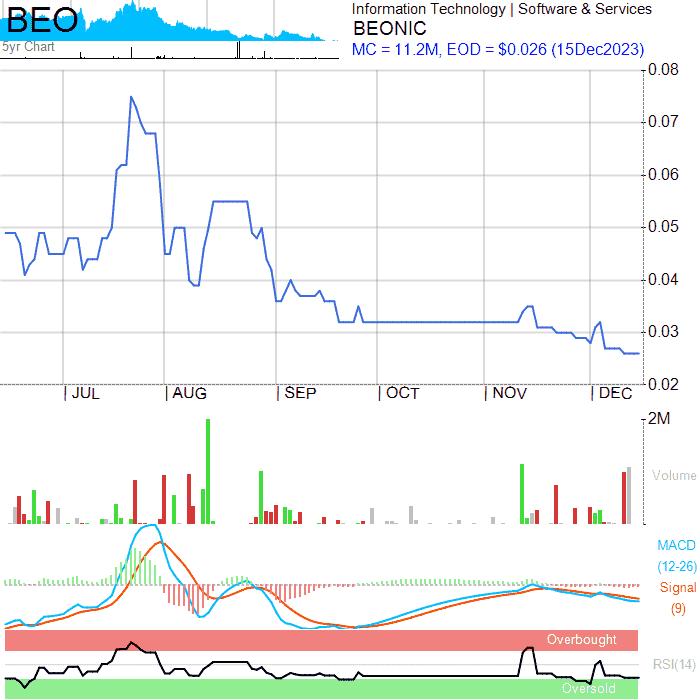 BEO
5yr Chart
Information Technology | Software & Services
BEONIC
MC = 11.2M, EOD = $0.026 (15Dec2023)
0.08
0.07
0.06
0.05
0.04
0.03
0.02
JUL AUG SEP OCT NOV DEC
2M
Volume
MACD
(12-26)
Signal
(9)
Overbought
RSI(14)
Oversold